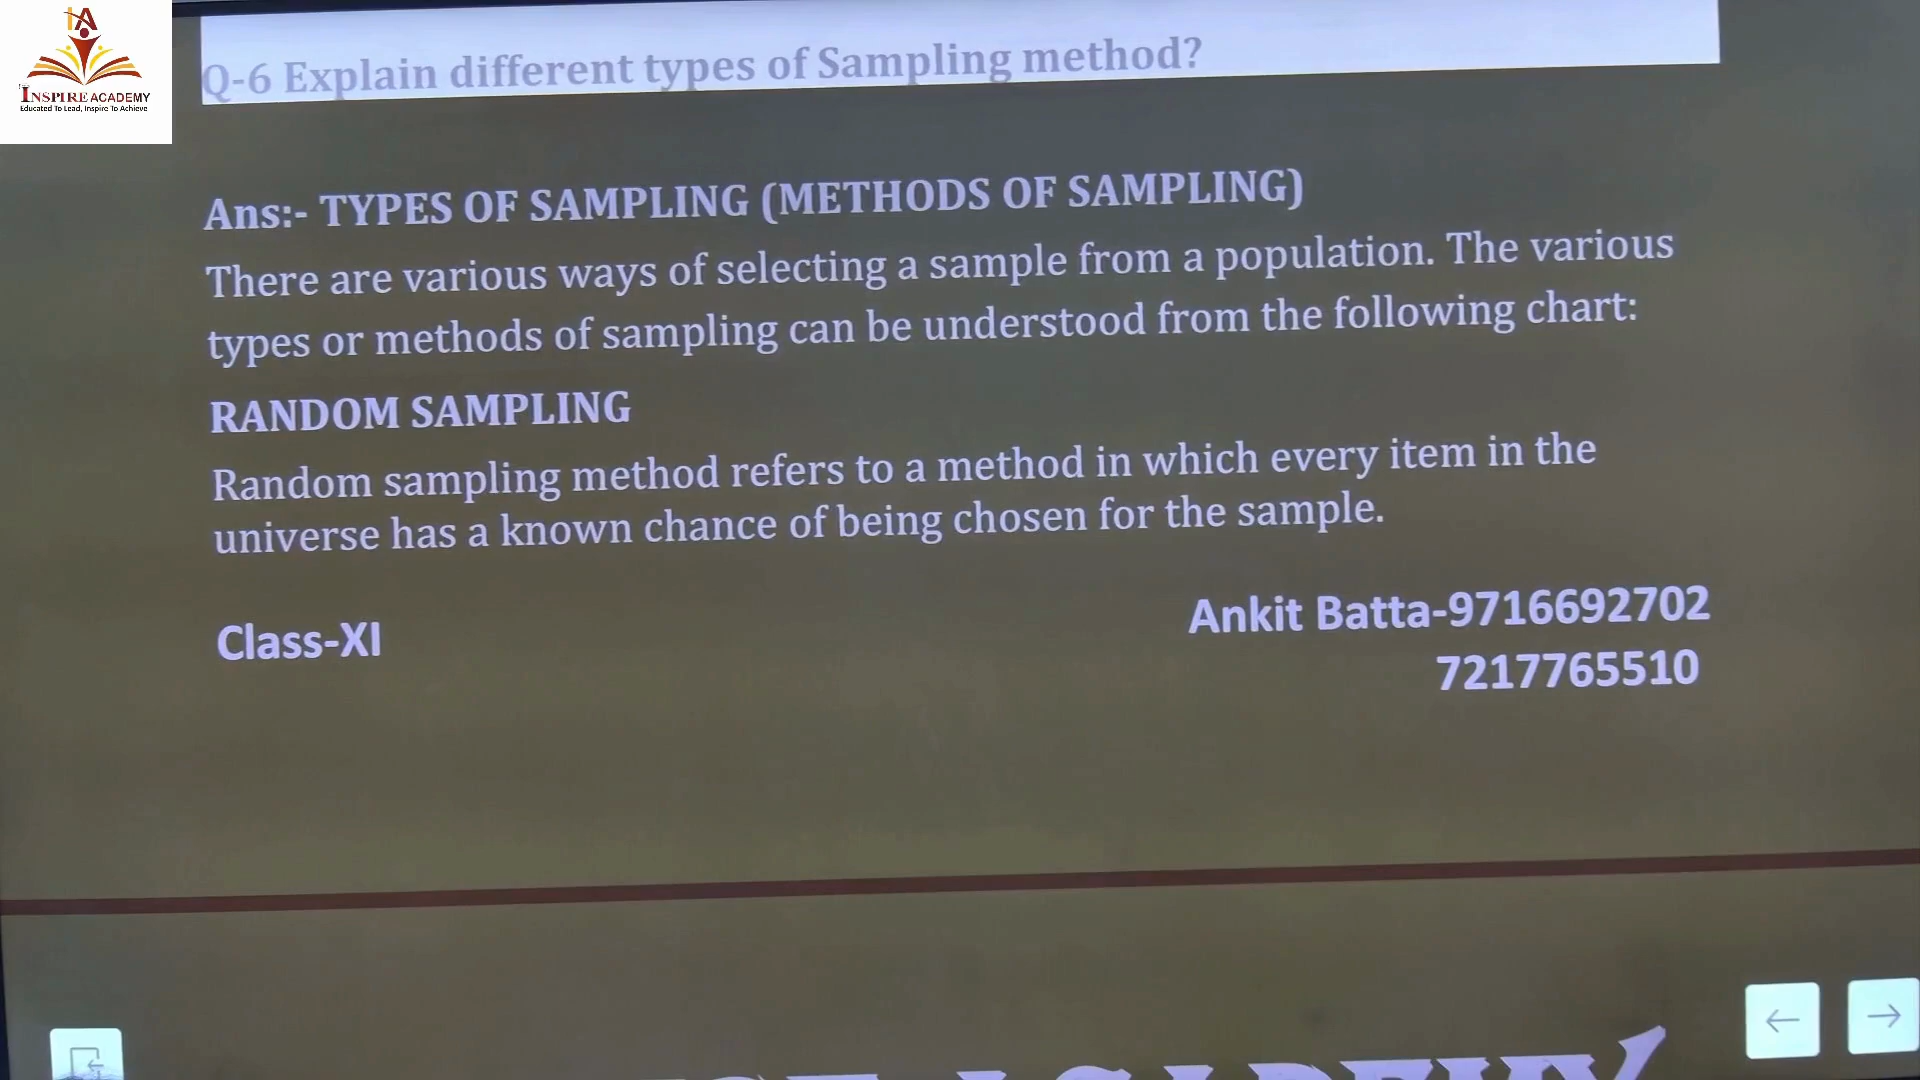 IA
THE INSPIRE ACADEMY
Educated To Lead, Inspire To Achieve
Q-6 Explain different types of Sampling method?
Ans:- TYPES OF SAMPLING (METHODS OF SAMPLING)
There are various ways of selecting a sample from a population. The various
types or methods of sampling can be understood from the following chart:
RANDOM SAMPLING
Random sampling method refers to a method in which every item in the
universe has a known chance of being chosen for the sample.
Class-XI
Ankit Batta-9716692702
7217765510
ACADEMY